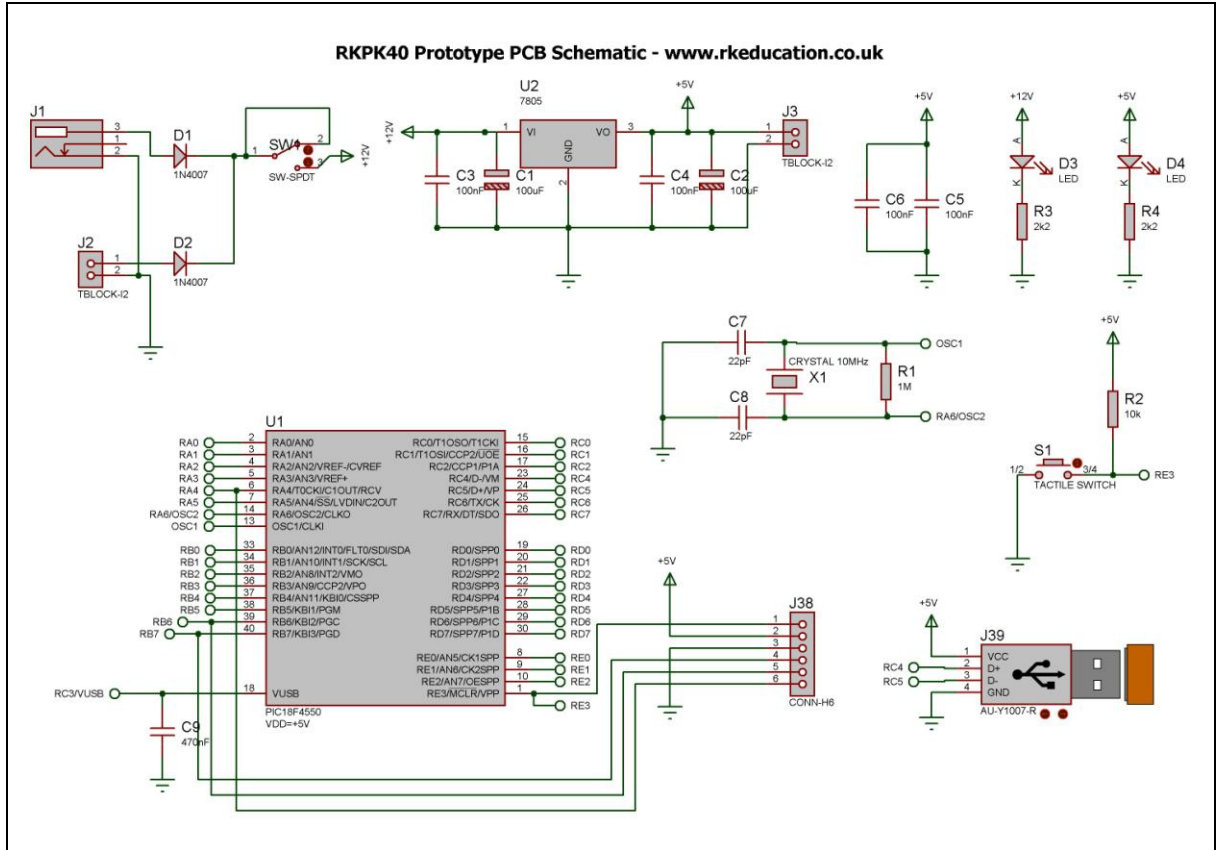 RKPK40 Prototype PCB Schematic - www.rkeducation.co.uk
J1
3
1
2
D1
1N4007
SW1
1
2
3
SW-SPDT
+12V
J2
1
2
TBLOCK-I2
D2
1N4007
U2
7805
+12V
1
VI
VO
3
GND
2
+5V
C3
100nF
C1
100uF
C4
100nF
C2
100uF
J3
1
2
TBLOCK-I2
+5V
C6
100nF
C5
100nF
+12V
A
K
D3
LED
R3
2k2
+5V
A
K
D4
LED
R4
2k2
C7
22pF
CRYSTAL 10MHz
X1
C8
22pF
R1
1M
OSC1
RA6/OSC2
+5V
R2
10k
S1
1/2
3/4
TACTILE SWITCH
RE3
U1
RA0 2 RA0/AN0
RA1 3 RA1/AN1
RA2 4 RA2/AN2/VREF-/CVREF
RA3 5 RA3/AN3/VREF+
RA4 6 RA4/T0CKI/C1OUT/RCV
RA5 7 RA5/AN4/SS/LVDIN/C2OUT
RA6/OSC2 14 RA6/OSC2/CLKO
OSC1 13 OSC1/CLKI
RB0 33 RB0/AN12/INT0/FLT0/SDI/SDA
RB1 34 RB1/AN10/INT1/SCK/SCL
RB2 35 RB2/AN8/INT2/VMO
RB3 36 RB3/AN9/CCP2/VPO
RB4 37 RB4/AN11/KBI0/CSSPP
RB5 38 RB5/KBI1/PGM
RB6 39 RB6/KBI2/PGC
RB7 40 RB7/KBI3/PGD
RC3/VUSB 18 VUSB
RC0/T1OSO/T1CKI 15 RC0
RC1/T1OSI/CCP2/UOE 16 RC1
RC2/CCP1/P1A 17 RC2
RC4/D-/VM 23 RC4
RC5/D+/VP 24 RC5
RC6/TX/CK 25 RC6
RC7/RX/DT/SDO 26 RC7
RD0/SPP0 19 RD0
RD1/SPP1 20 RD1
RD2/SPP2 21 RD2
RD3/SPP3 22 RD3
RD4/SPP4 27 RD4
RD5/SPP5/P1B 28 RD5
RD6/SPP6/P1C 29 RD6
RD7/SPP7/P1D 30 RD7
RE0/AN5/CK1SPP 8 RE0
RE1/AN6/CK2SPP 9 RE1
RE2/AN7/OESPP 10 RE2
RE3/MCLR/VPP 1
RE3
PIC18F4550
VDD=+5V
C9
470nF
+5V
J38
1
2
3
4
5
6
CONN-H6
+5V
J39
1 VCC
RC4 2 D+
RC5 3 D-
4 GND
AU-Y1007-R